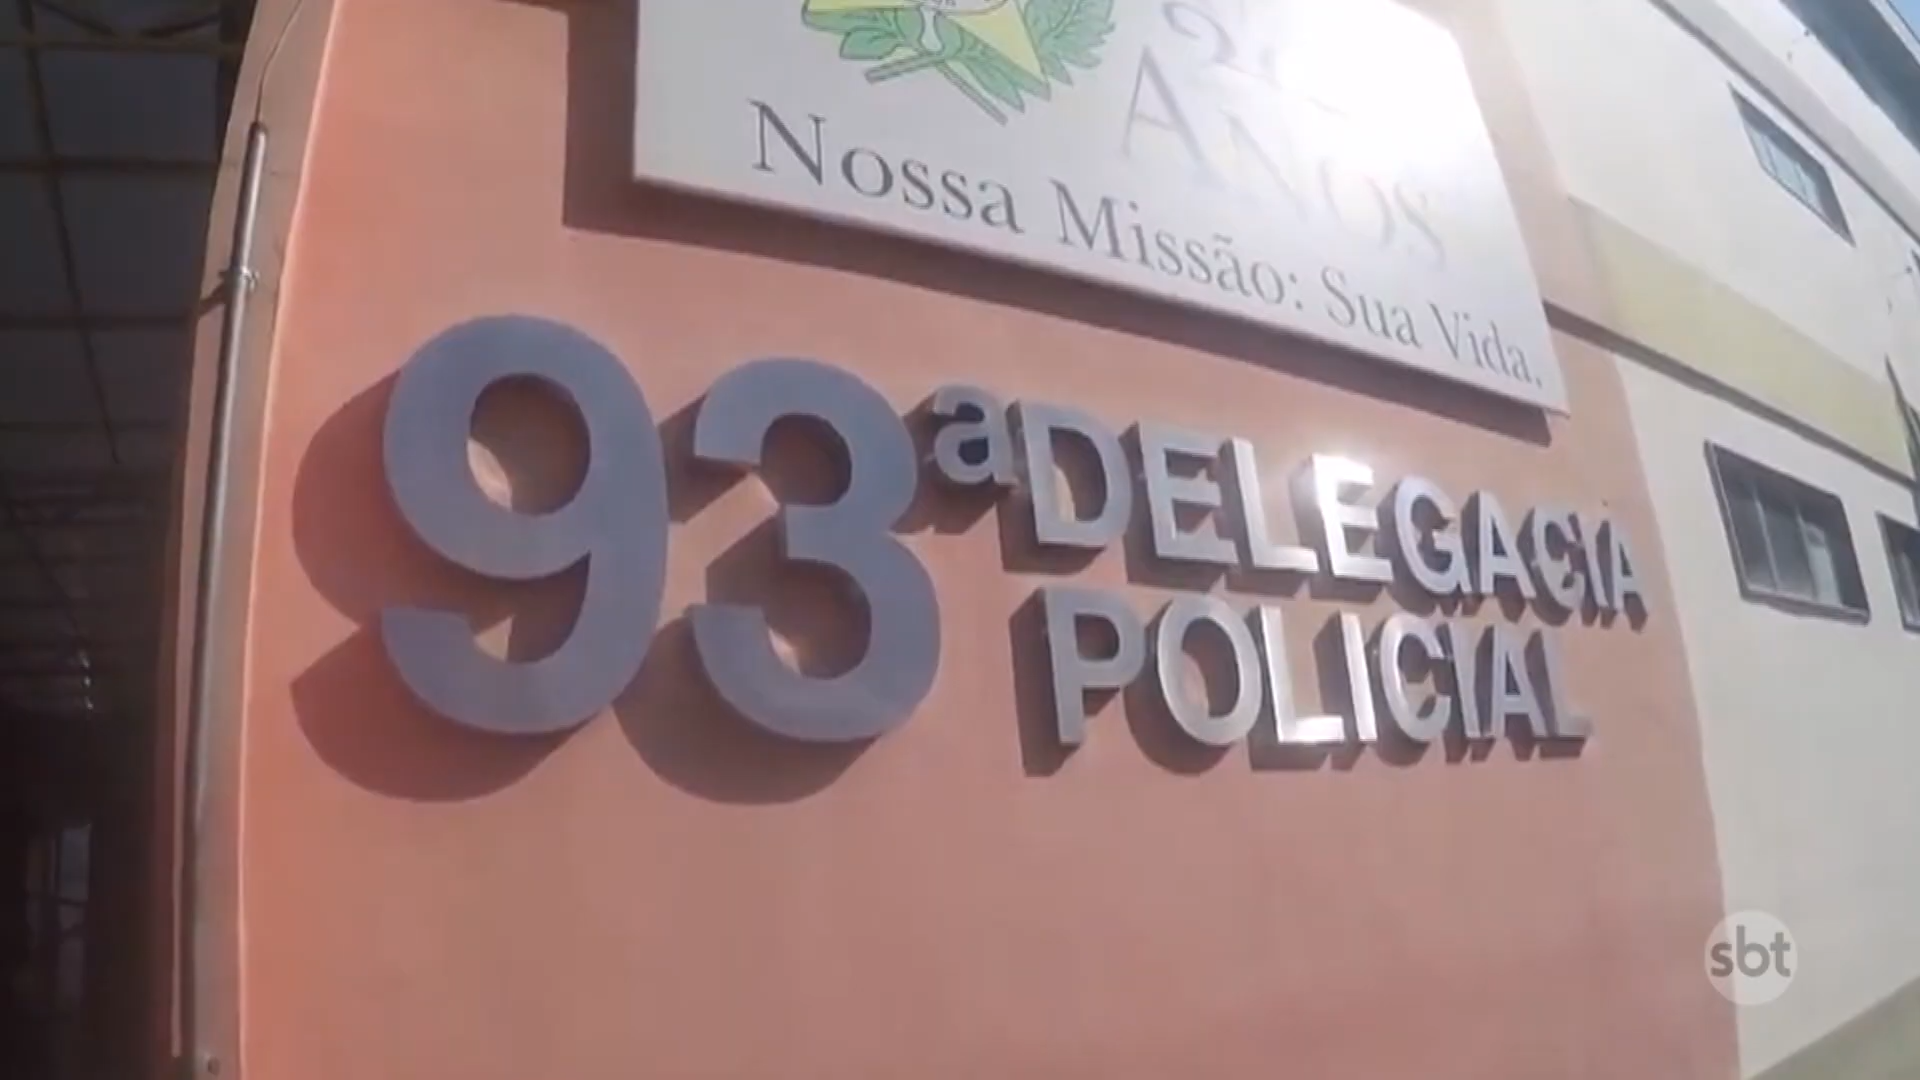 ANOS
Nossa Missão: Sua Vida.
93ª DELEGACIA
POLICIAL
sbt